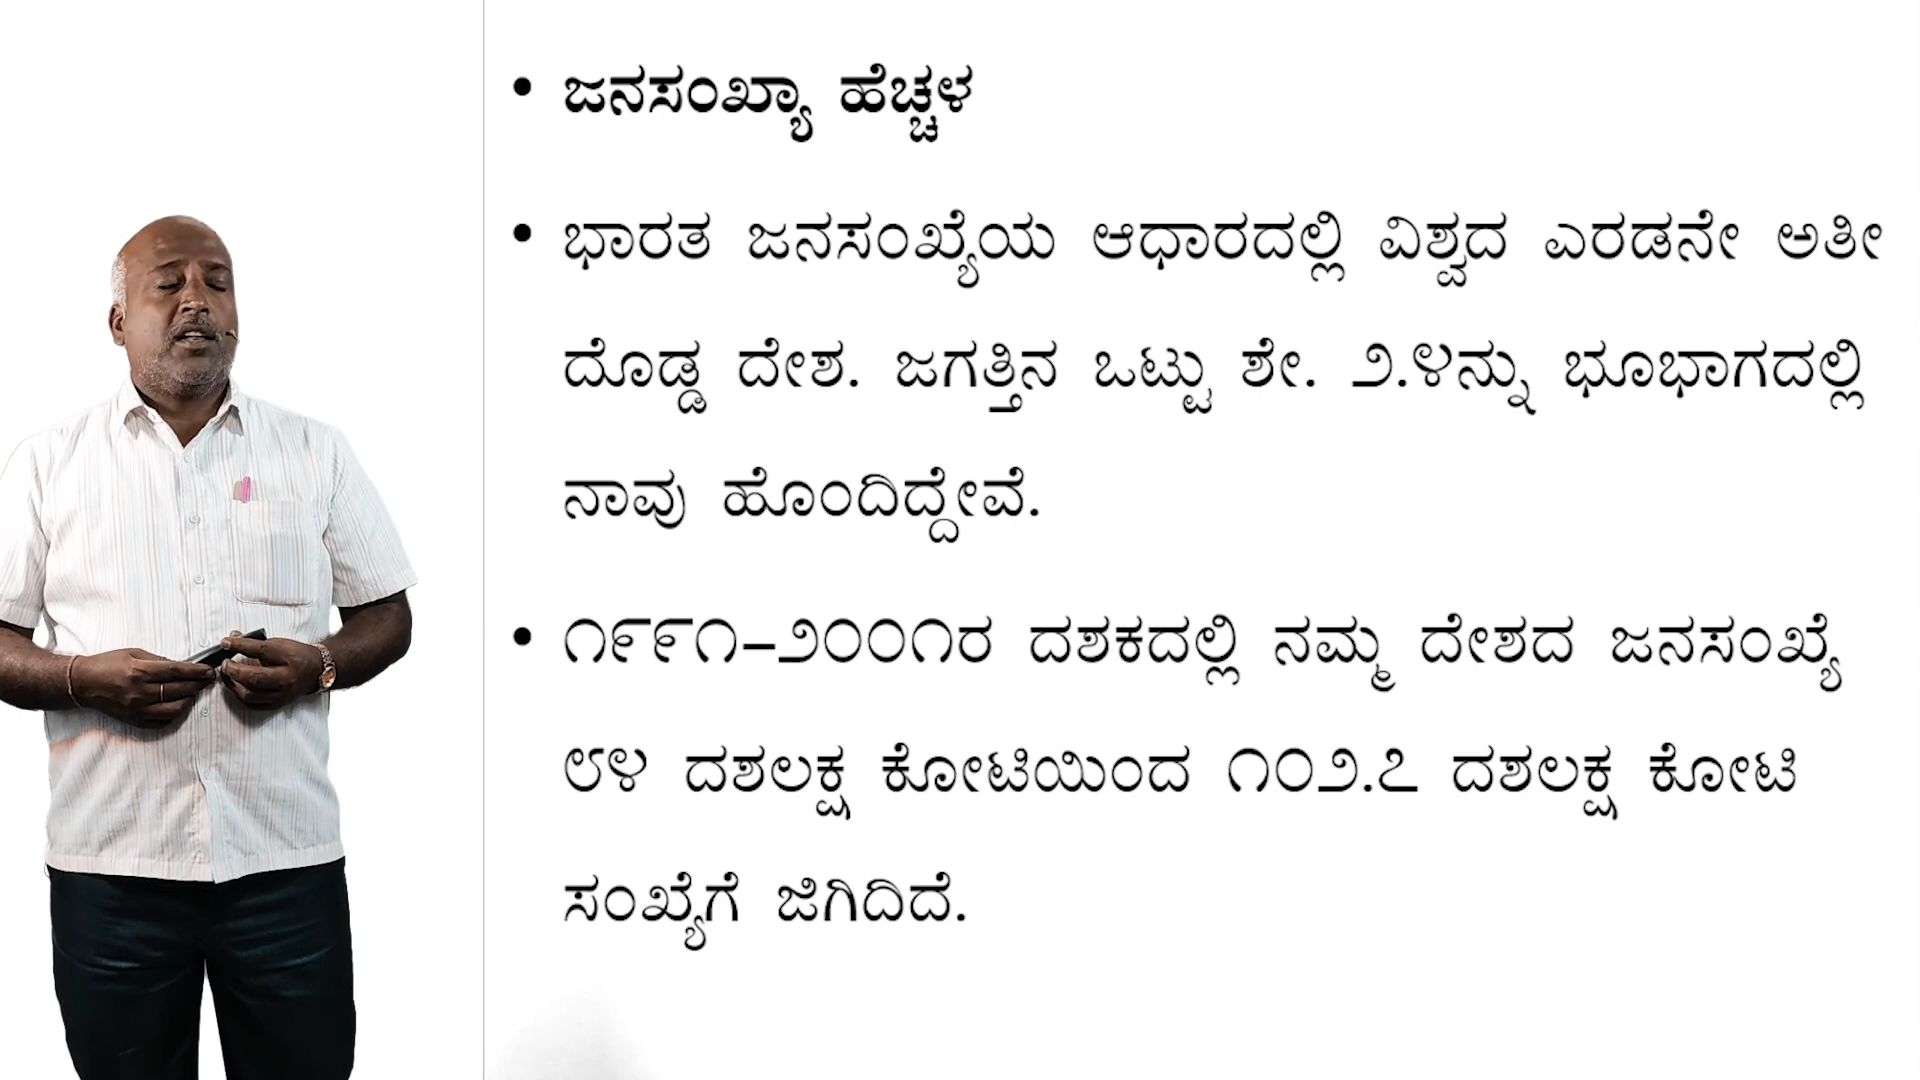 • ಜನಸಂಖ್ಯಾ ಹೆಚ್ಚಳ
• ಭಾರತ ಜನಸಂಖ್ಯೆಯ ಆಧಾರದಲ್ಲಿ ವಿಶ್ವದ ಎರಡನೇ ಅತೀ
ದೊಡ್ಡ ದೇಶ. ಜಗತ್ತಿನ ಒಟ್ಟು ಶೇ. ೨.೪ನ್ನು ಭೂಭಾಗದಲ್ಲಿ
ನಾವು ಹೊಂದಿದ್ದೇವೆ.
• ೧೯೯೧–೨೦೦೧ರ ದಶಕದಲ್ಲಿ ನಮ್ಮ ದೇಶದ ಜನಸಂಖ್ಯೆ
೮೪ ದಶಲಕ್ಷ ಕೋಟಿಯಿಂದ ೧೦೨.೭ ದಶಲಕ್ಷ ಕೋಟಿ
ಸಂಖ್ಯೆಗೆ ಜಿಗಿದಿದೆ.